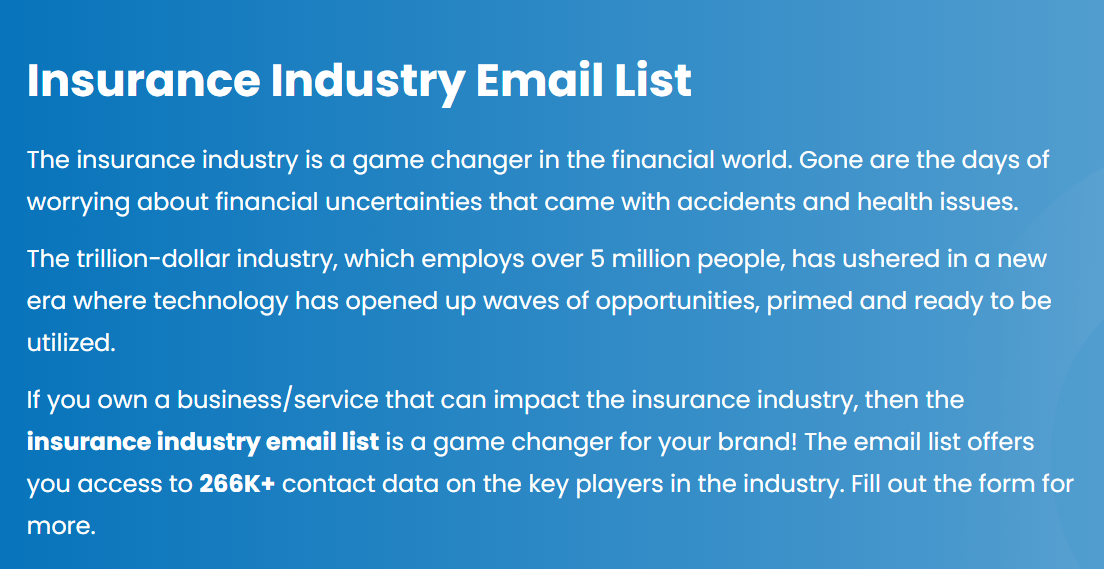 Insurance Industry Email List
The insurance industry is a game changer in the financial world. Gone are the days of
worrying about financial uncertainties that came with accidents and health issues.
The trillion-dollar industry, which employs over 5 million people, has ushered in a new
era where technology has opened up waves of opportunities, primed and ready to be
utilized.
If you own a business/service that can impact the insurance industry, then the
insurance industry email list is a game changer for your brand! The email list offers
you access to 266K+ contact data on the key players in the industry. Fill out the form for
more.